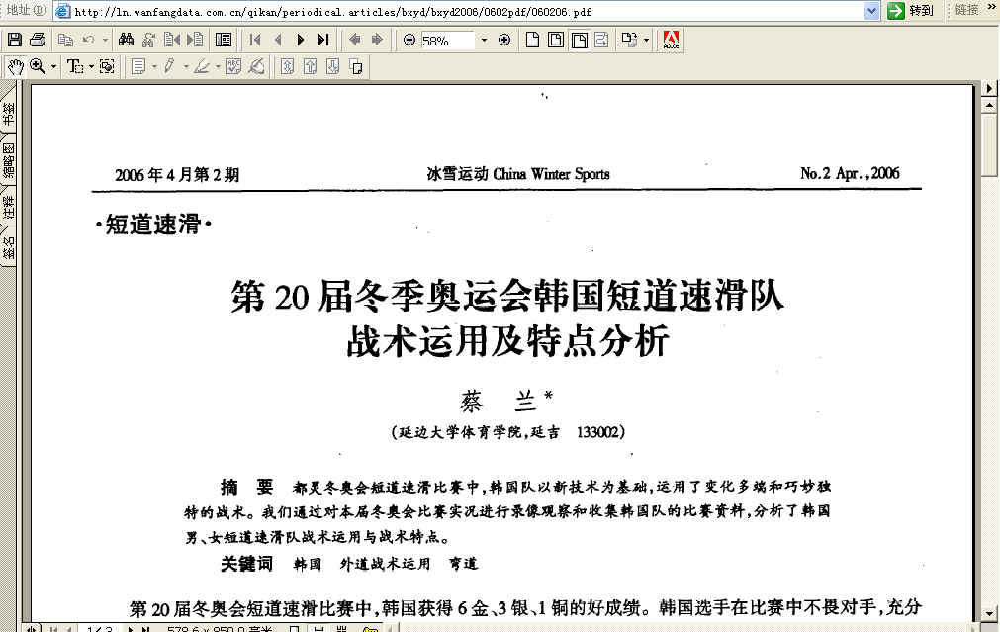 地址(D) http://ln.wanfangdata.com.cn/qikan/periodical.articles/bxyd/bxyd2006/0602pdf/060206.pdf 转到 链接 »
58% Adobe
书签
缩略图
注释
签名
2006年4月第2期 冰雪运动 China Winter Sports No.2 Apr.,2006
·短道速滑·
第20届冬季奥运会韩国短道速滑队
战术运用及特点分析
蔡 兰*
(延边大学体育学院,延吉 133002)
摘 要 都灵冬奥会短道速滑比赛中,韩国队以新技术为基础,运用了变化多端和巧妙独
特的战术。我们通过对本届冬奥会比赛实况进行录像观察和收集韩国队的比赛资料,分析了韩国
男、女短道速滑队战术运用与战术特点。
关键词 韩国 外道战术运用 弯道
第20届冬奥会短道速滑比赛中,韩国获得6金、3银、1铜的好成绩。韩国选手在比赛中不畏对手,充分
1/3 578.6 x 850.0 毫米